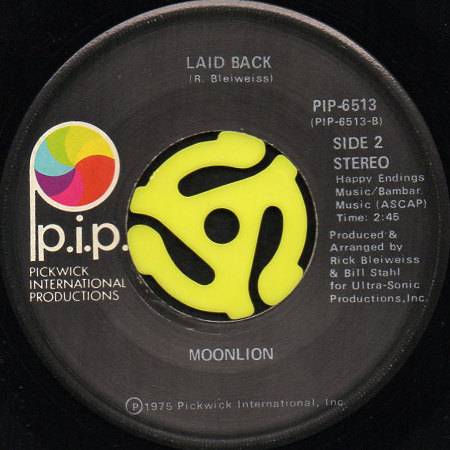 LAID BACK
(R. Bleiweiss)
PIP-6513
(PIP-6513-B)
SIDE 2
STEREO
Happy Endings
Music/Bambar
Music (ASCAP)
Time: 2:45
Produced &
Arranged by
Rick Bleiweiss
& Bill Stahl
for Ultra-Sonic
Productions, Inc.
p.i.p.
PICKWICK
INTERNATIONAL
PRODUCTIONS
MOONLION
Ⓟ1975 Pickwick International, Inc.